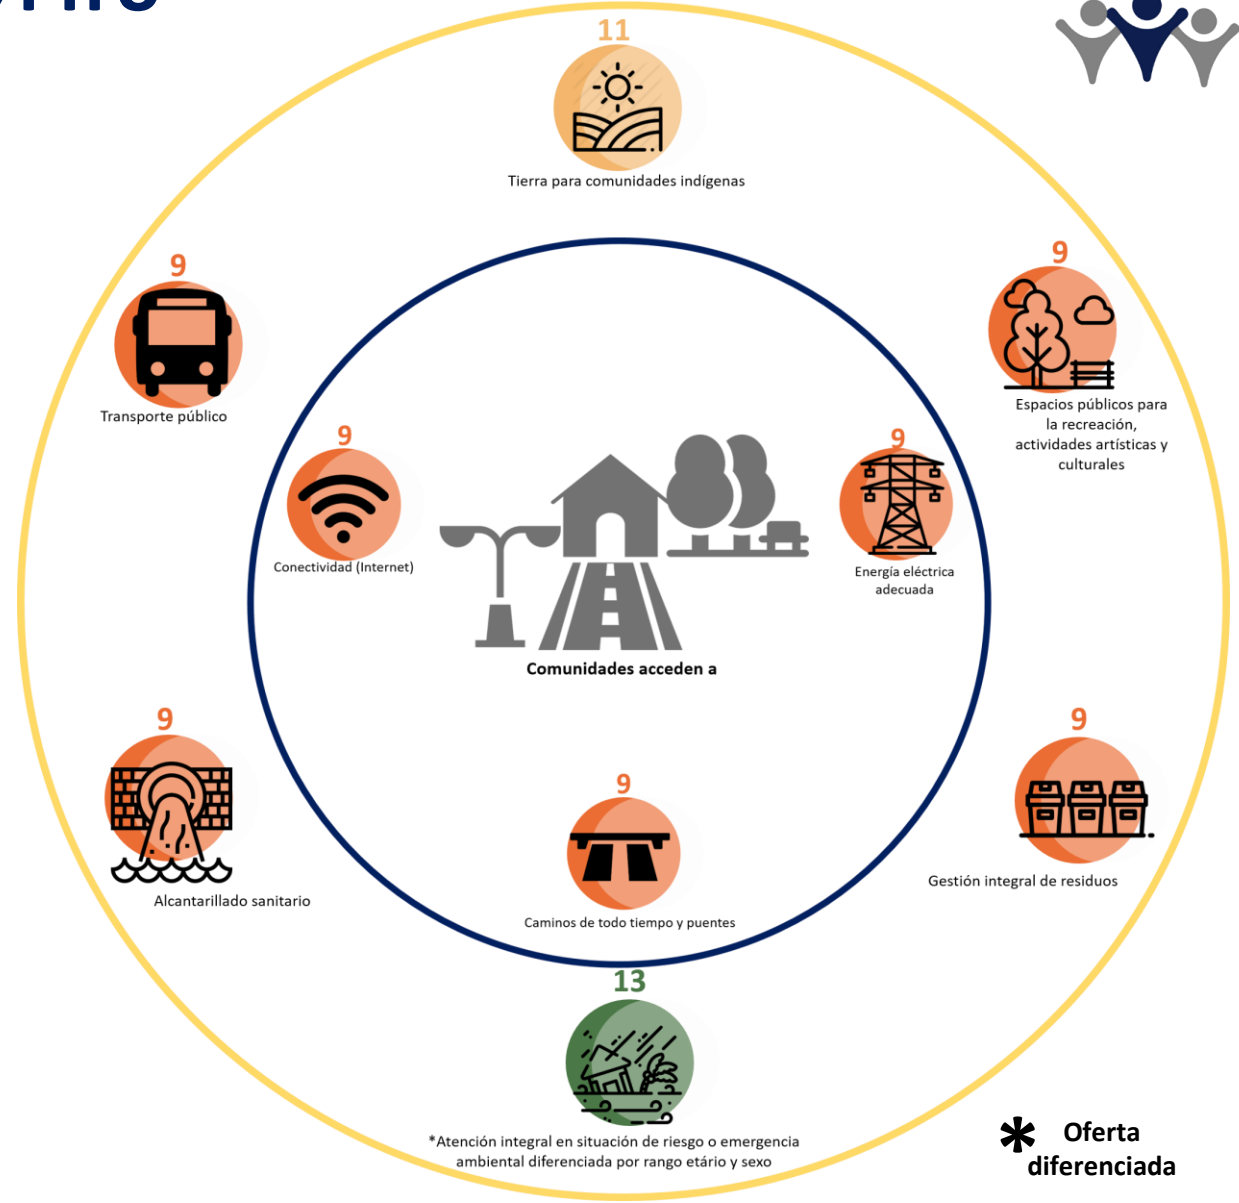 11
Tierra para comunidades indígenas
9
Transporte público
9
Espacios públicos para
la recreación,
actividades artísticas y
culturales
9
Conectividad (Internet)
9
Energía eléctrica
adecuada
Comunidades acceden a
9
Alcantarillado sanitario
9
Caminos de todo tiempo y puentes
9
Gestión integral de residuos
13
*Atención integral en situación de riesgo o emergencia
ambiental diferenciada por rango etário y sexo
* Oferta
diferenciada